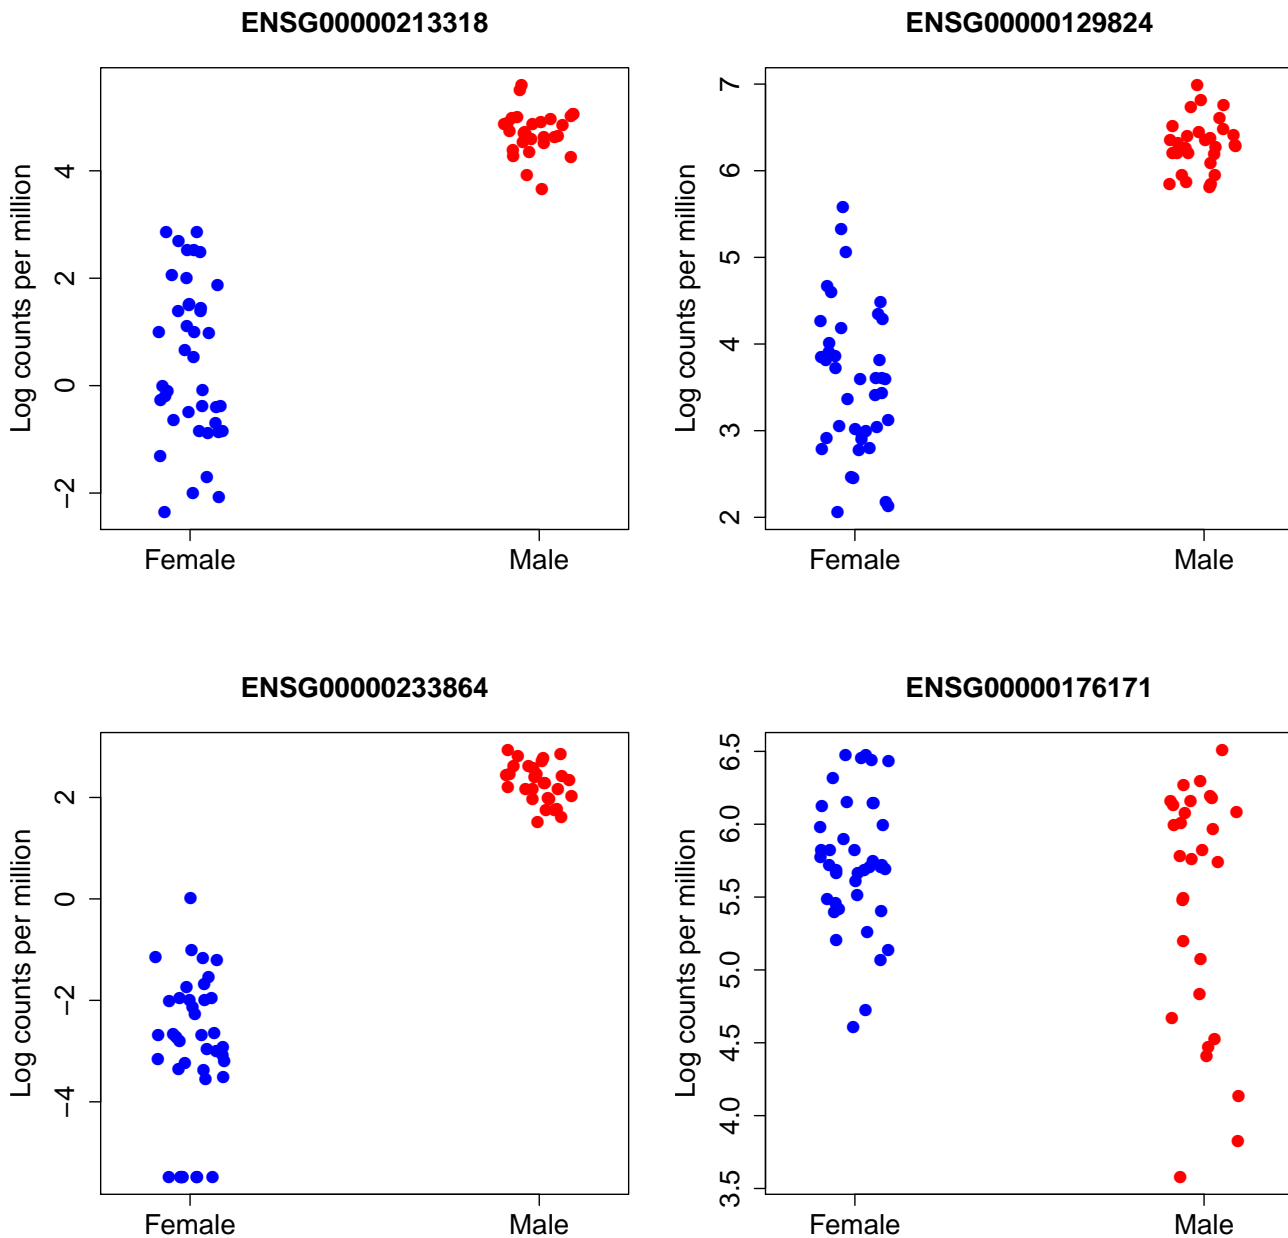 ENSG00000213318
Log counts per million
4
2
0
−2
Female Male
ENSG00000129824
Log counts per million
7
6
5
4
3
2
Female Male
ENSG00000233864
Log counts per million
2
0
−2
−4
Female Male
ENSG00000176171
Log counts per million
6.5
6.0
5.5
5.0
4.5
4.0
3.5
Female Male